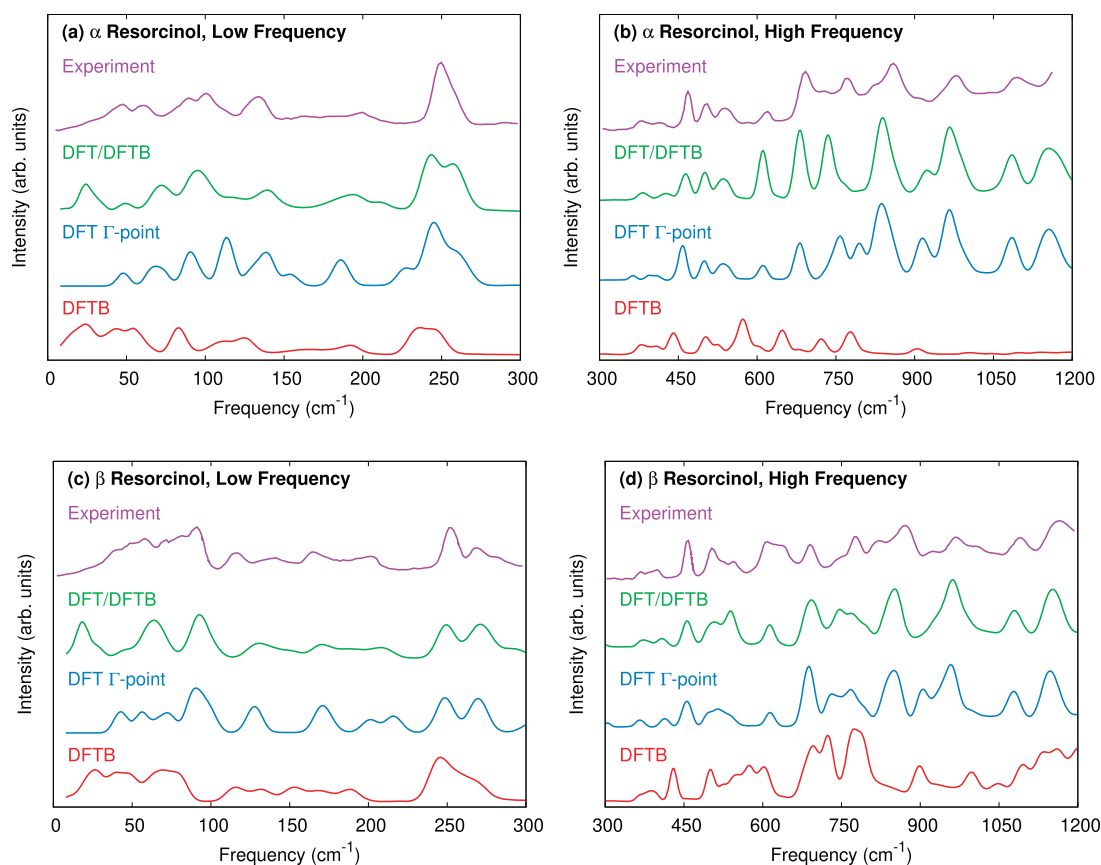 (a) α Resorcinol, Low Frequency
Experiment
DFT/DFTB
DFT Γ-point
DFTB
Intensity (arb. units)
0 50 100 150 200 250 300
Frequency (cm⁻¹)
(b) α Resorcinol, High Frequency
Experiment
DFT/DFTB
DFT Γ-point
DFTB
Intensity (arb. units)
300 450 600 750 900 1050 1200
Frequency (cm⁻¹)
(c) β Resorcinol, Low Frequency
Experiment
DFT/DFTB
DFT Γ-point
DFTB
Intensity (arb. units)
0 50 100 150 200 250 300
Frequency (cm⁻¹)
(d) β Resorcinol, High Frequency
Experiment
DFT/DFTB
DFT Γ-point
DFTB
Intensity (arb. units)
300 450 600 750 900 1050 1200
Frequency (cm⁻¹)